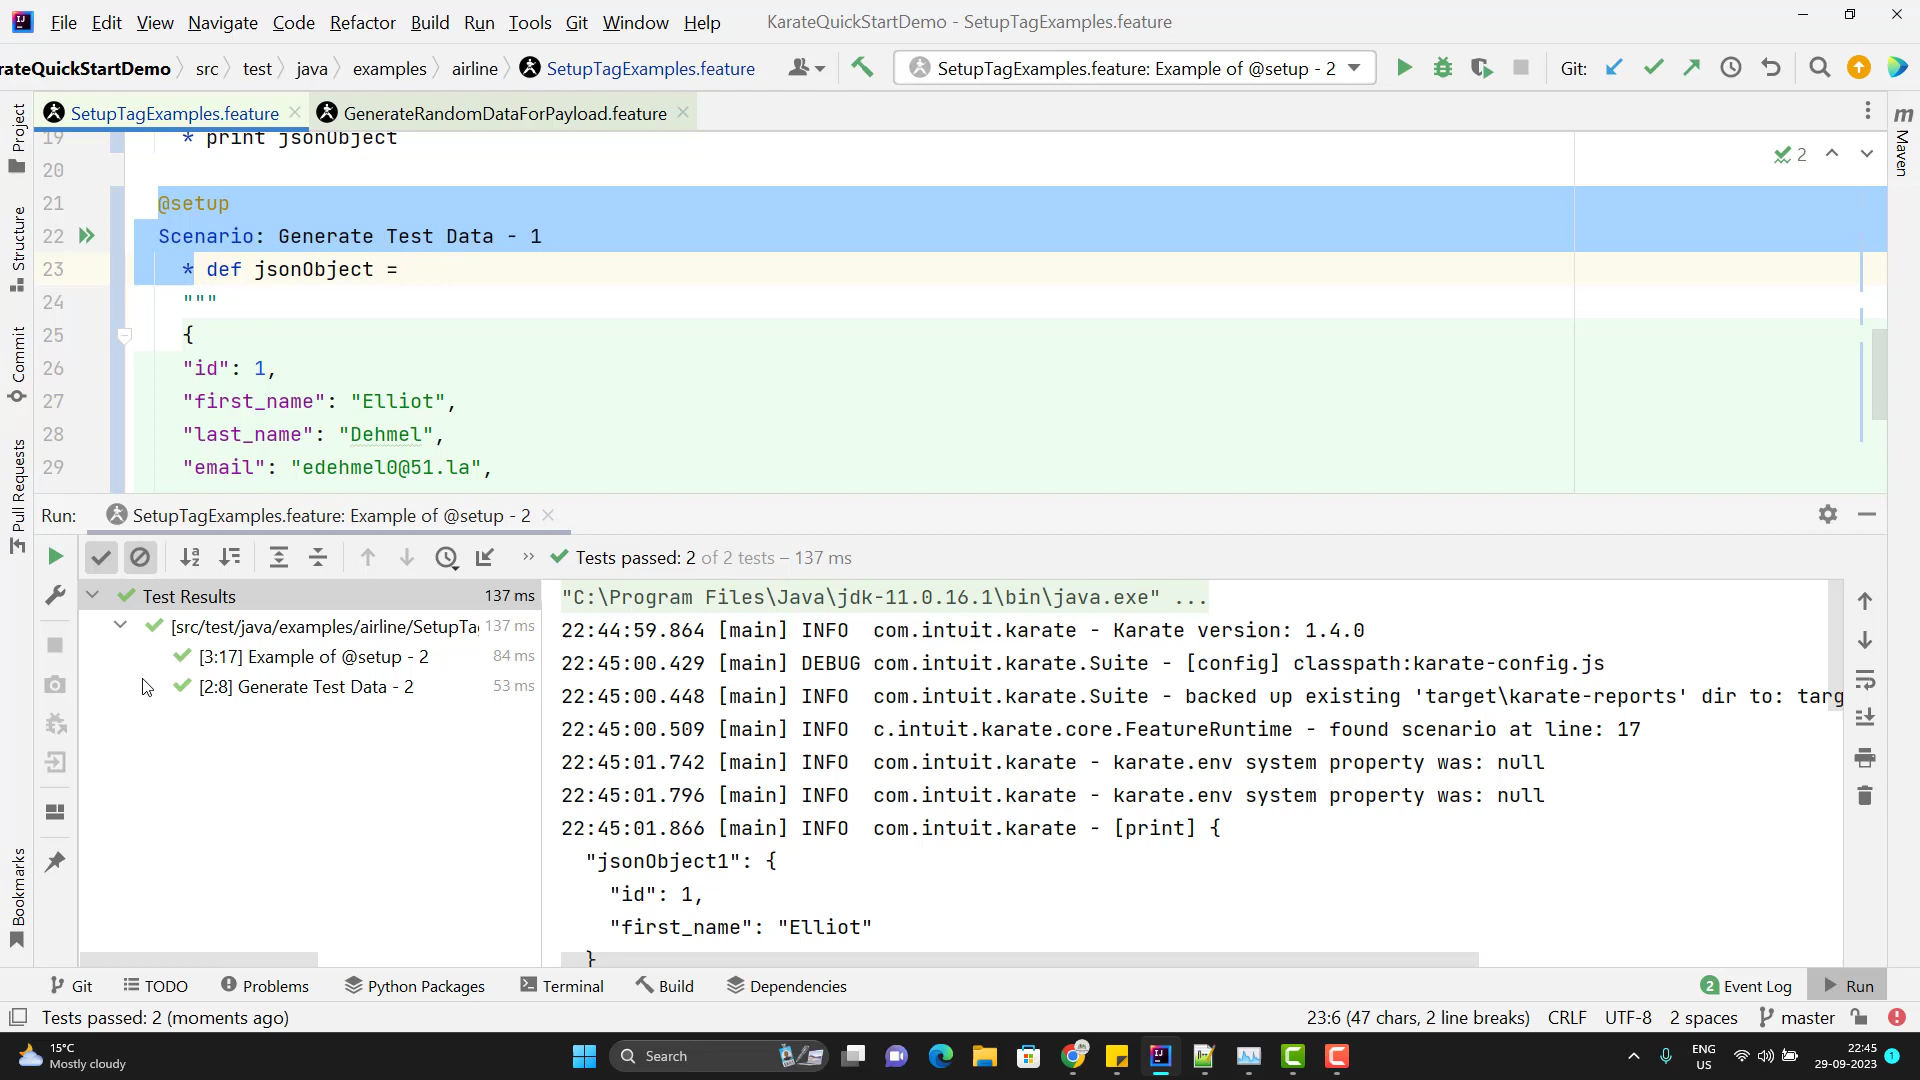 File Edit View Navigate Code Refactor Build Run Tools Git Window Help KarateQuickStartDemo - SetupTagExamples.feature
rateQuickStartDemo src test java examples airline SetupTagExamples.feature SetupTagExamples.feature: Example of @setup - 2 Git:
SetupTagExamples.feature GenerateRandomDataForPayload.feature
19 * print jsonObject
20
21 @setup
22 Scenario: Generate Test Data - 1
23 * def jsonObject =
24 """
25 {
26 "id": 1,
27 "first_name": "Elliot",
28 "last_name": "Dehmel",
29 "email": "edehmel0@51.la",
2
Project
Structure
Commit
Pull Requests
Bookmarks
m
Maven
Run: SetupTagExamples.feature: Example of @setup - 2
Tests passed: 2 of 2 tests – 137 ms
Test Results 137 ms
[src/test/java/examples/airline/SetupTa 137 ms
[3:17] Example of @setup - 2 84 ms
[2:8] Generate Test Data - 2 53 ms
"C:\Program Files\Java\jdk-11.0.16.1\bin\java.exe" ...
22:44:59.864 [main] INFO com.intuit.karate - Karate version: 1.4.0
22:45:00.429 [main] DEBUG com.intuit.karate.Suite - [config] classpath:karate-config.js
22:45:00.448 [main] INFO com.intuit.karate.Suite - backed up existing 'target\karate-reports' dir to: targ
22:45:00.509 [main] INFO c.intuit.karate.core.FeatureRuntime - found scenario at line: 17
22:45:01.742 [main] INFO com.intuit.karate - karate.env system property was: null
22:45:01.796 [main] INFO com.intuit.karate - karate.env system property was: null
22:45:01.866 [main] INFO com.intuit.karate - [print] {
"jsonObject1": {
"id": 1,
"first_name": "Elliot"
}
Git TODO Problems Python Packages Terminal Build Dependencies 2 Event Log Run
Tests passed: 2 (moments ago) 23:6 (47 chars, 2 line breaks) CRLF UTF-8 2 spaces master
15°C
Mostly cloudy
Search
ENG
US
22:45
29-09-2023
1